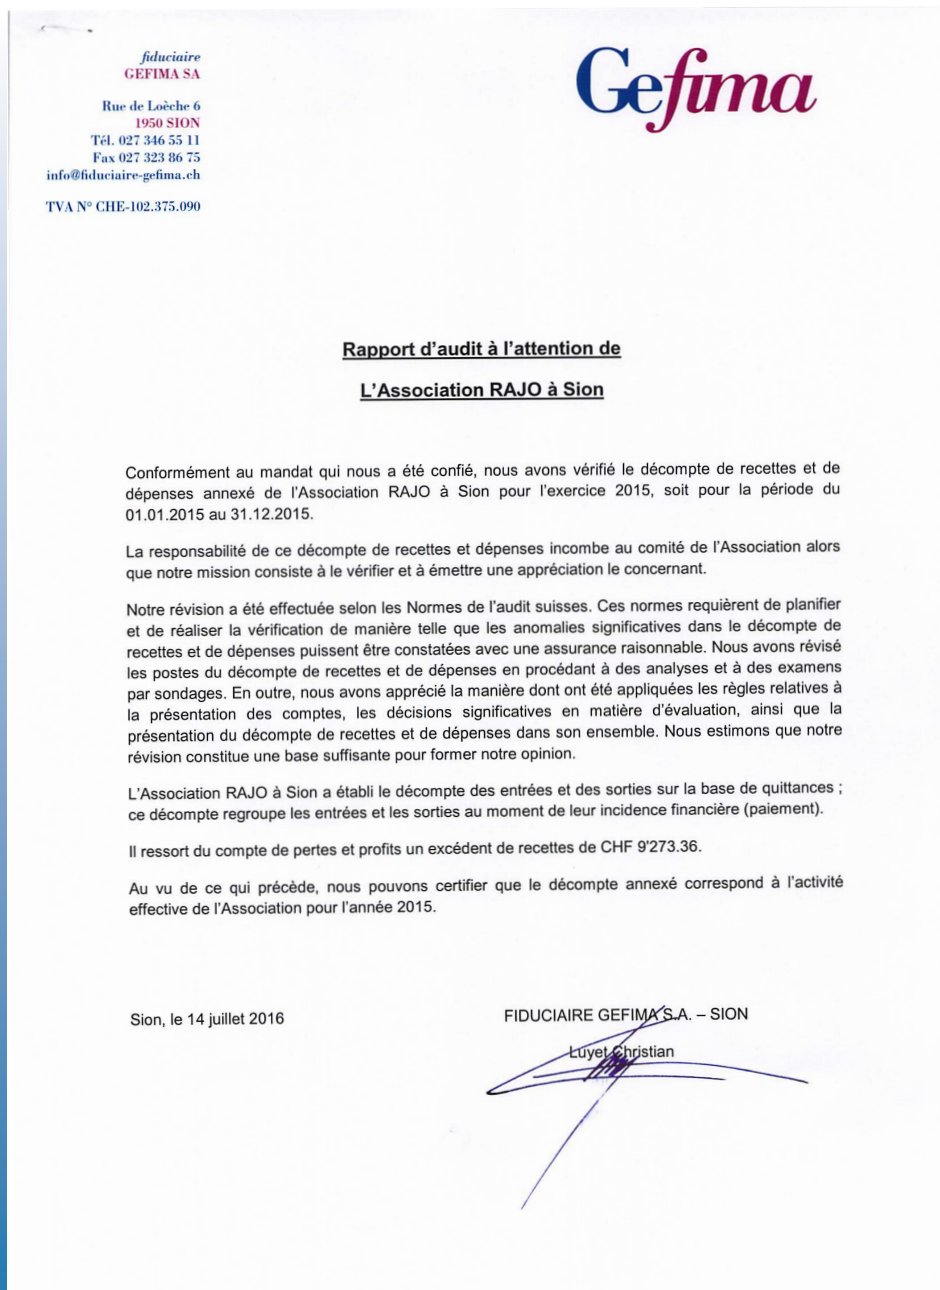 fiduciaire
GEFIMA SA
Rue de Loèche 6
1950 SION
Tél. 027 346 55 11
Fax 027 323 86 75
info@fiduciaire-gefima.ch
TVA N° CHE-102.375.090
Gefima
Rapport d'audit à l'attention de
L'Association RAJO à Sion
Conformément au mandat qui nous a été confié, nous avons vérifié le décompte de recettes et de
dépenses annexé de l'Association RAJO à Sion pour l'exercice 2015, soit pour la période du
01.01.2015 au 31.12.2015.
La responsabilité de ce décompte de recettes et dépenses incombe au comité de l'Association alors
que notre mission consiste à le vérifier et à émettre une appréciation le concernant.
Notre révision a été effectuée selon les Normes de l'audit suisses. Ces normes requièrent de planifier
et de réaliser la vérification de manière telle que les anomalies significatives dans le décompte de
recettes et de dépenses puissent être constatées avec une assurance raisonnable. Nous avons révisé
les postes du décompte de recettes et de dépenses en procédant à des analyses et à des examens
par sondages. En outre, nous avons apprécié la manière dont ont été appliquées les règles relatives à
la présentation des comptes, les décisions significatives en matière d'évaluation, ainsi que la
présentation du décompte de recettes et de dépenses dans son ensemble. Nous estimons que notre
révision constitue une base suffisante pour former notre opinion.
L'Association RAJO à Sion a établi le décompte des entrées et des sorties sur la base de quittances ;
ce décompte regroupe les entrées et les sorties au moment de leur incidence financière (paiement).
Il ressort du compte de pertes et profits un excédent de recettes de CHF 9'273.36.
Au vu de ce qui précède, nous pouvons certifier que le décompte annexé correspond à l'activité
effective de l'Association pour l'année 2015.
Sion, le 14 juillet 2016
FIDUCIAIRE GEFIMA S.A. – SION
Luyet Christian